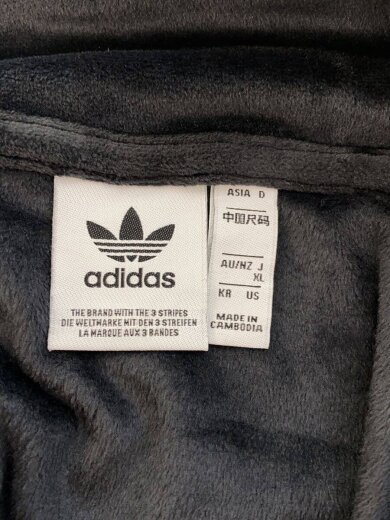 adidas
THE BRAND WITH THE 3 STRIPES
DIE WELTMARKE MIT DEN 3 STREIFEN
LA MARQUE AUX 3 BANDES
ASIA D
中国尺码
AU/NZ J
XL
KR US
MADE IN
CAMBODIA